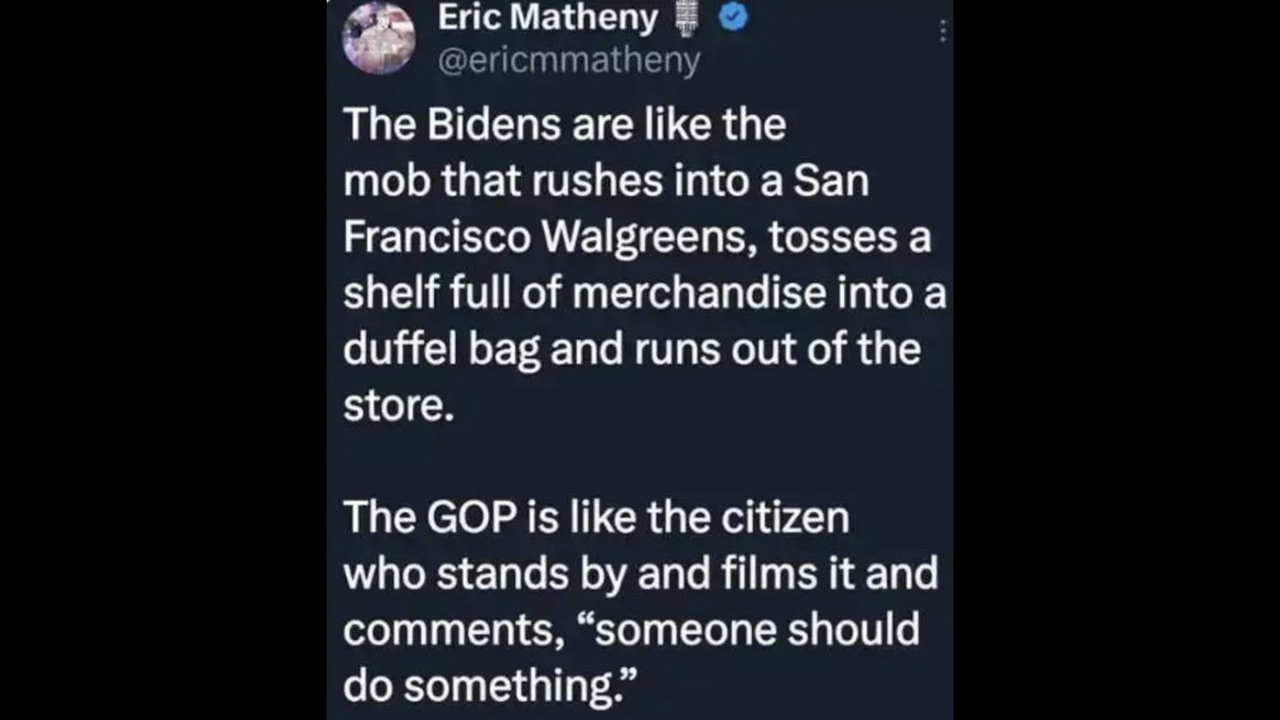 Eric Matheny 🎙
@ericmmatheny
The Bidens are like the
mob that rushes into a San
Francisco Walgreens, tosses a
shelf full of merchandise into a
duffel bag and runs out of the
store.
The GOP is like the citizen
who stands by and films it and
comments, “someone should
do something.”